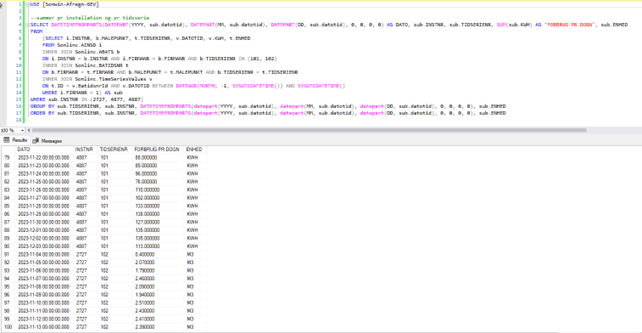 USE [Sonwin-Afregn-DEV]
--summer pr installation og pr tidsserie
SELECT DATETIMEFROMPARTS(DATEPART(YYYY, sub.datotid), DATEPART(MM, sub.datotid), DATEPART(DD, sub.datotid), 0, 0, 0, 0) AS DATO, sub.INSTNR, sub.TIDSERIENR, SUM(sub.KWH) AS 'FORBRUG PR DOGN', sub.ENHED
FROM
(SELECT i.INSTNR, b.MALEPUNKT, t.TIDSERIENR, v.DATOTID, v.KWH, t.ENHED
FROM Sonlinc.AINSO i
INNER JOIN Sonlinc.ABATS b
ON i.INSTNR = b.INSTNR AND i.FIRMANR = b.FIRMANR AND b.TIDSERIENR IN (101, 102)
INNER JOIN Sonlinc.BATIDSNR t
ON b.FIRMANR = t.FIRMANR AND b.MALEPUNKT = t.MALEPUNKT AND b.TIDSERIENR = t.TIDSERIENR
INNER JOIN Sonlinc.TimeSeriesValues v
ON t.ID = v.BatidsnrId AND v.DATOTID BETWEEN DATEADD(MONTH, -1, SYSUTCDATETIME()) AND SYSUTCDATETIME()
WHERE i.FIRMANR = 1) AS sub
WHERE sub.INSTNR IN (2727, 4877, 4887)
GROUP BY sub.TIDSERIENR, sub.INSTNR, DATETIMEFROMPARTS(datepart(YYYY, sub.datotid), datepart(MM, sub.datotid), datepart(DD, sub.datotid), 0, 0, 0, 0), sub.ENHED
ORDER BY sub.TIDSERIENR, sub.INSTNR, DATETIMEFROMPARTS(datepart(YYYY, sub.datotid), datepart(MM, sub.datotid), datepart(DD, sub.datotid), 0, 0, 0, 0), sub.ENHED
Results Messages
DATO INSTNR TIDSERIENR FORBRUG PR DOGN ENHED
79 2023-11-22 00:00:00.000 4887 101 88.000000 KWH
80 2023-11-23 00:00:00.000 4887 101 85.000000 KWH
81 2023-11-24 00:00:00.000 4887 101 96.000000 KWH
82 2023-11-25 00:00:00.000 4887 101 76.000000 KWH
83 2023-11-26 00:00:00.000 4887 101 110.000000 KWH
84 2023-11-27 00:00:00.000 4887 101 102.000000 KWH
85 2023-11-28 00:00:00.000 4887 101 133.000000 KWH
86 2023-11-29 00:00:00.000 4887 101 138.000000 KWH
87 2023-11-30 00:00:00.000 4887 101 127.000000 KWH
88 2023-12-01 00:00:00.000 4887 101 135.000000 KWH
89 2023-12-02 00:00:00.000 4887 101 135.000000 KWH
90 2023-12-03 00:00:00.000 4887 101 113.000000 KWH
91 2023-11-04 00:00:00.000 2727 102 0.400000 M3
92 2023-11-05 00:00:00.000 2727 102 2.070000 M3
93 2023-11-06 00:00:00.000 2727 102 1.790000 M3
94 2023-11-07 00:00:00.000 2727 102 2.460000 M3
95 2023-11-08 00:00:00.000 2727 102 2.090000 M3
96 2023-11-09 00:00:00.000 2727 102 1.940000 M3
97 2023-11-10 00:00:00.000 2727 102 2.510000 M3
98 2023-11-11 00:00:00.000 2727 102 2.430000 M3
99 2023-11-12 00:00:00.000 2727 102 2.410000 M3
100 2023-11-13 00:00:00.000 2727 102 2.390000 M3